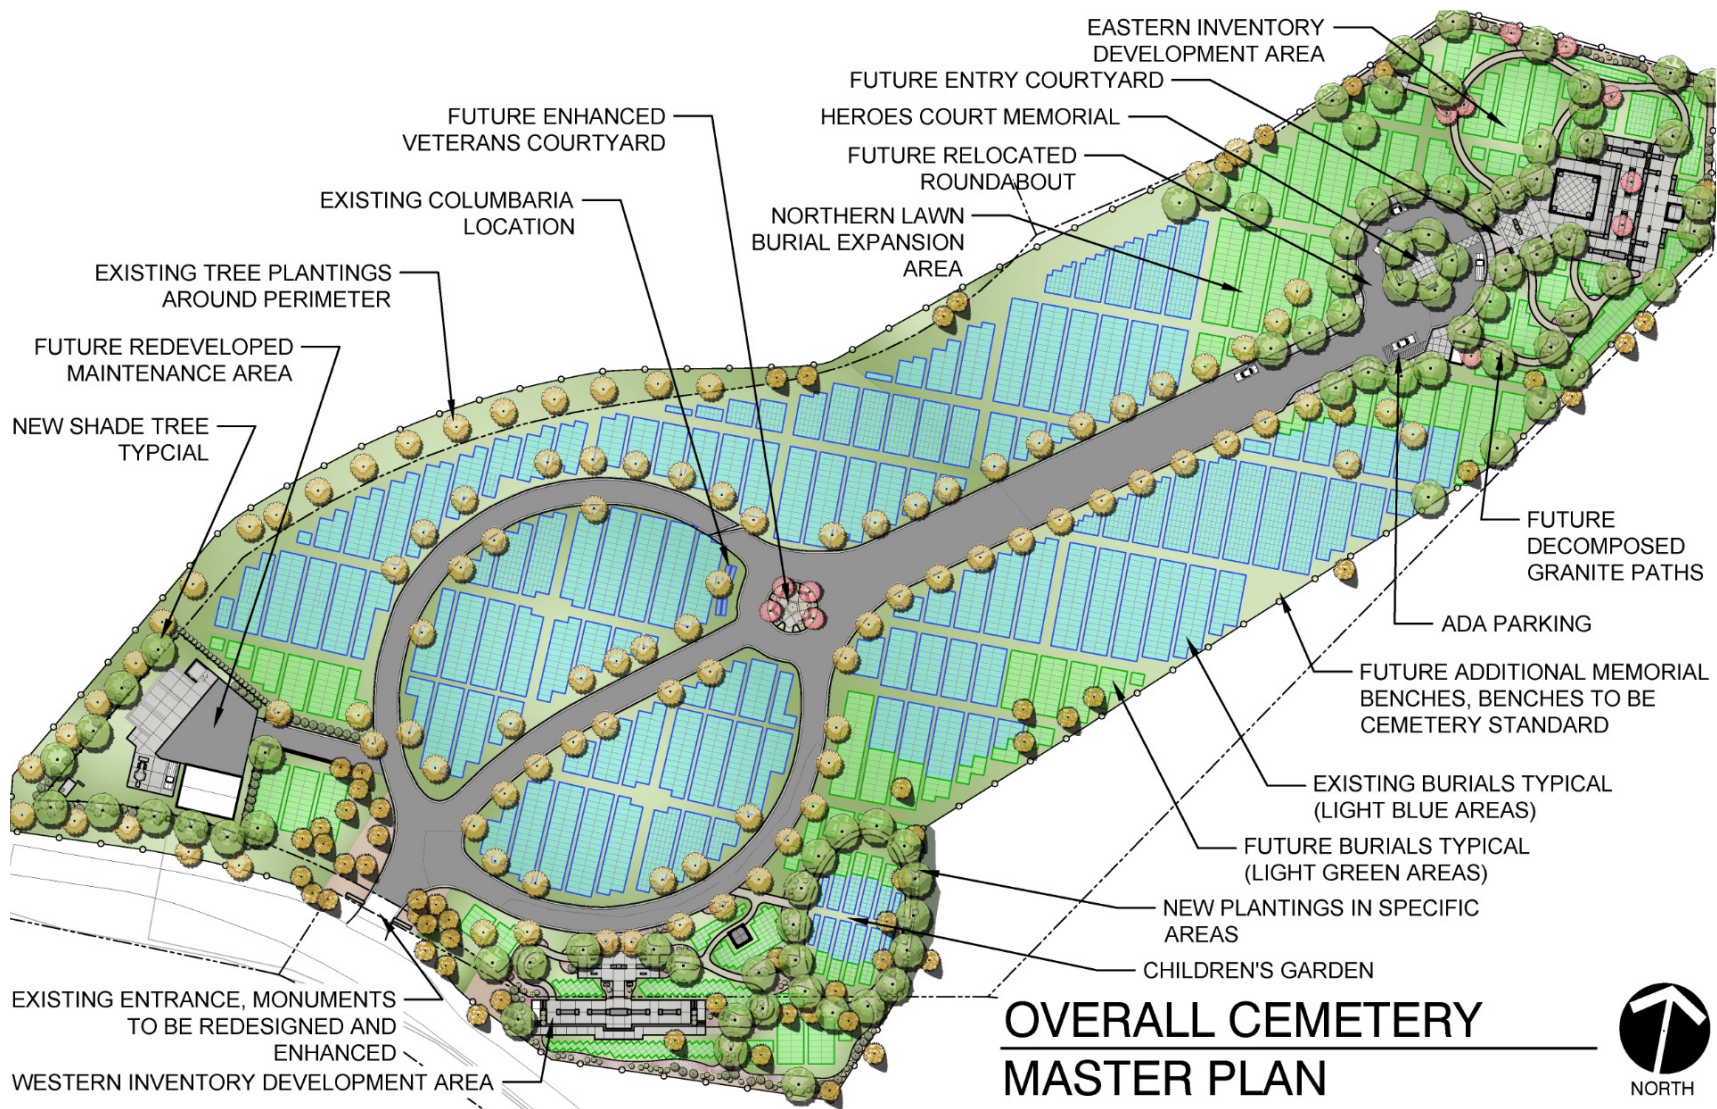 EASTERN INVENTORY
DEVELOPMENT AREA
FUTURE ENTRY COURTYARD
HEROES COURT MEMORIAL
FUTURE RELOCATED
ROUNDABOUT
NORTHERN LAWN
BURIAL EXPANSION
AREA
FUTURE ENHANCED
VETERANS COURTYARD
EXISTING COLUMBARIA
LOCATION
EXISTING TREE PLANTINGS
AROUND PERIMETER
FUTURE REDEVELOPED
MAINTENANCE AREA
NEW SHADE TREE
TYPCIAL
FUTURE
DECOMPOSED
GRANITE PATHS
ADA PARKING
FUTURE ADDITIONAL MEMORIAL
BENCHES, BENCHES TO BE
CEMETERY STANDARD
EXISTING BURIALS TYPICAL
(LIGHT BLUE AREAS)
FUTURE BURIALS TYPICAL
(LIGHT GREEN AREAS)
NEW PLANTINGS IN SPECIFIC
AREAS
CHILDREN'S GARDEN
EXISTING ENTRANCE, MONUMENTS
TO BE REDESIGNED AND
ENHANCED
WESTERN INVENTORY DEVELOPMENT AREA
OVERALL CEMETERY
MASTER PLAN
NORTH